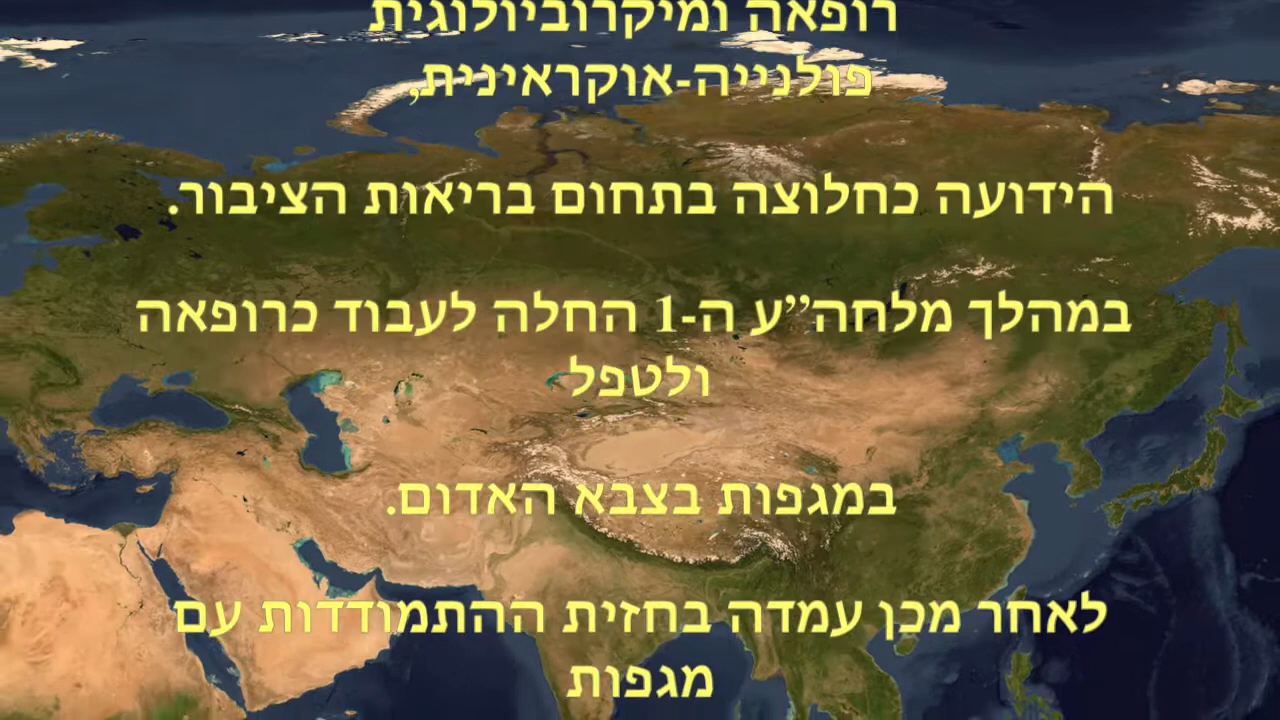 רופאה ומיקרוביולוגית
פולנייה-אוקראינית,
הידועה כחלוצה בתחום בריאות הציבור.
במהלך מלחה”ע ה-1 החלה לעבוד כרופאה
ולטפל
במגפות בצבא האדום.
לאחר מכן עמדה בחזית ההתמודדות עם
מגפות